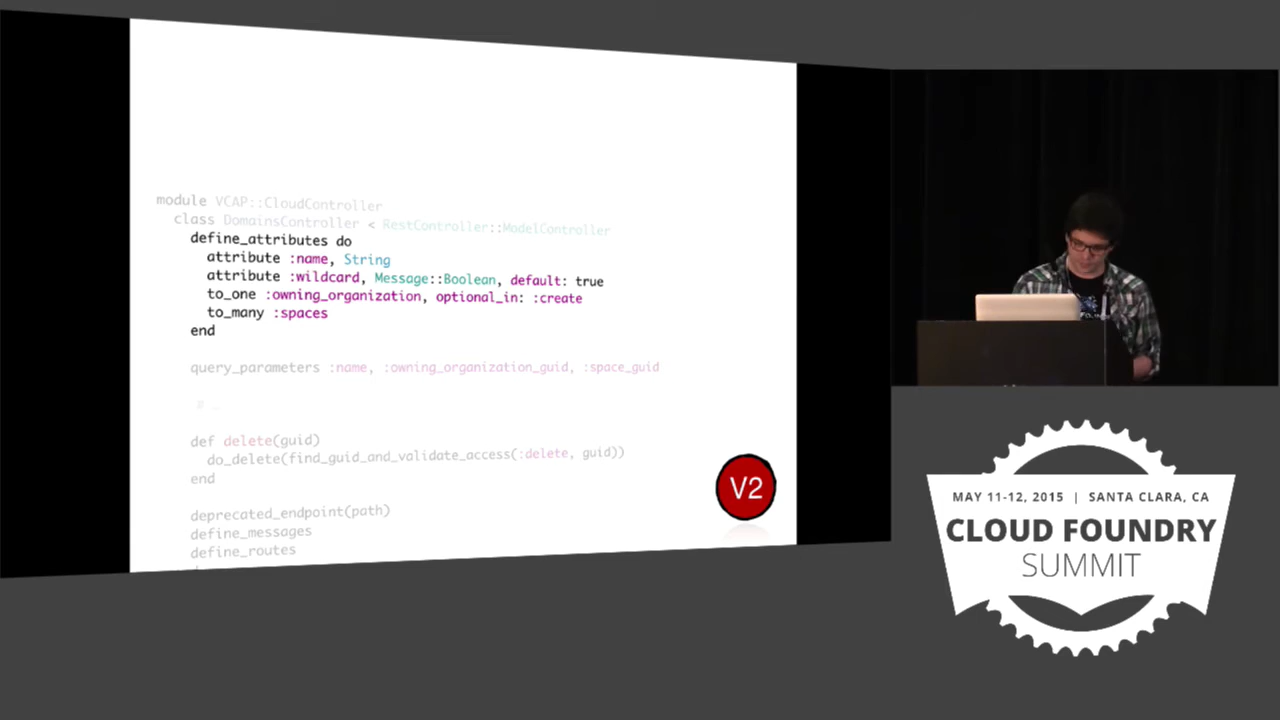 module VCAP::CloudController
class DomainsController < RestController::ModelController
define_attributes do
attribute :name, String
attribute :wildcard, Message::Boolean, default: true
to_one :owning_organization, optional_in: :create
to_many :spaces
end
query_parameters :name, :owning_organization_guid, :space_guid
def delete(guid)
do_delete(find_guid_and_validate_access(:delete, guid))
end
deprecated_endpoint(path)
define_messages
define_routes
V2
MAY 11-12, 2015 | SANTA CLARA, CA
CLOUD FOUNDRY
SUMMIT